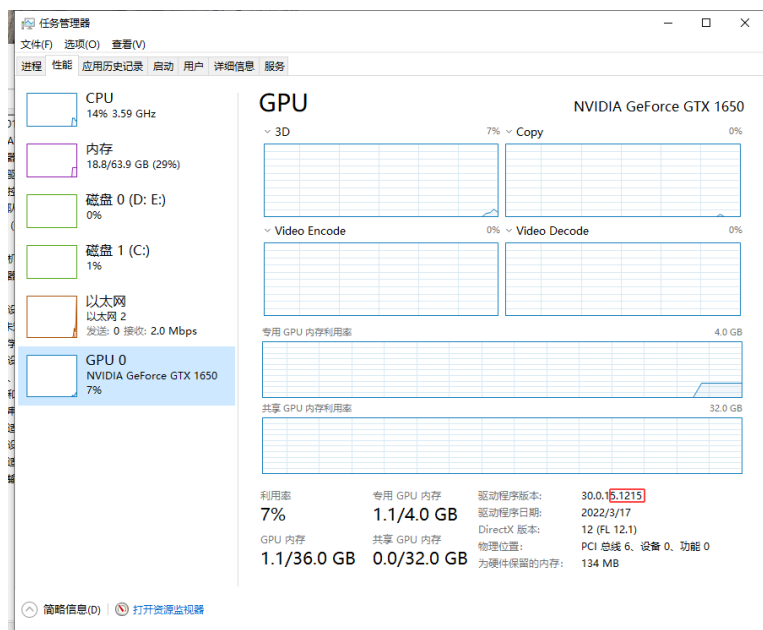 任务管理器
文件(F) 选项(O) 查看(V)
进程 性能 应用历史记录 启动 用户 详细信息 服务
CPU
14% 3.59 GHz
内存
18.8/63.9 GB (29%)
磁盘 0 (D: E:)
0%
磁盘 1 (C:)
1%
以太网
以太网 2
发送: 0 接收: 2.0 Mbps
GPU 0
NVIDIA GeForce GTX 1650
7%
GPU NVIDIA GeForce GTX 1650
3D 7% Copy 0%
Video Encode 0% Video Decode 0%
专用 GPU 内存利用率 4.0 GB
共享 GPU 内存利用率 32.0 GB
利用率
7%
专用 GPU 内存
1.1/4.0 GB
GPU 内存
1.1/36.0 GB
共享 GPU 内存
0.0/32.0 GB
驱动程序版本: 30.0.15.1215
驱动程序日期: 2022/3/17
DirectX 版本: 12 (FL 12.1)
物理位置: PCI 总线 6、设备 0、功能 0
为硬件保留的内存: 134 MB
简略信息(D) 打开资源监视器